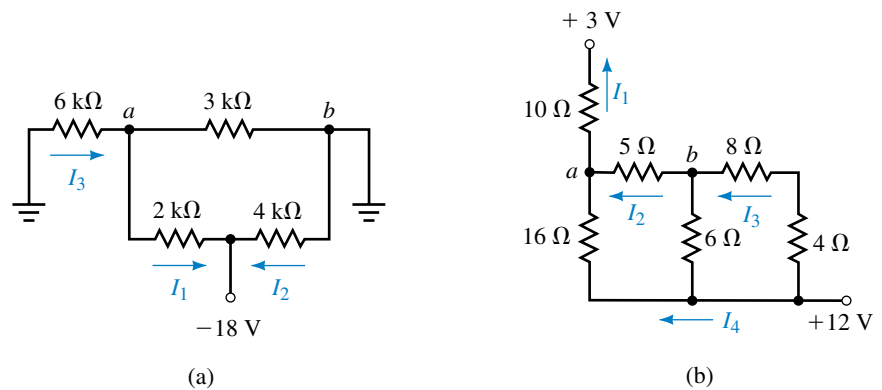 6 kΩ
a
3 kΩ
b
I₃
2 kΩ
4 kΩ
I₁
I₂
−18 V
(a)
+ 3 V
I₁
10 Ω
5 Ω
b
8 Ω
a
I₂
I₃
16 Ω
6 Ω
4 Ω
I₄
+12 V
(b)